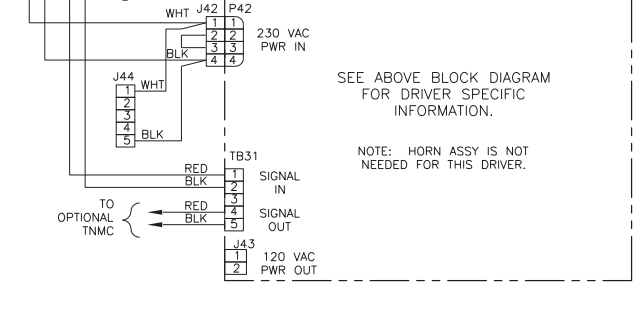 WHT J42 P42
1 1
2 2
3 3
4 4
230 VAC
PWR IN
BLK
J44
WHT
1
2
3
4
5
BLK
SEE ABOVE BLOCK DIAGRAM
FOR DRIVER SPECIFIC
INFORMATION.
NOTE: HORN ASSY IS NOT
NEEDED FOR THIS DRIVER.
TB31
RED
BLK
1
2
3
4
5
SIGNAL
IN
TO
OPTIONAL
TNMC
RED
BLK
SIGNAL
OUT
J43
1
2
120 VAC
PWR OUT